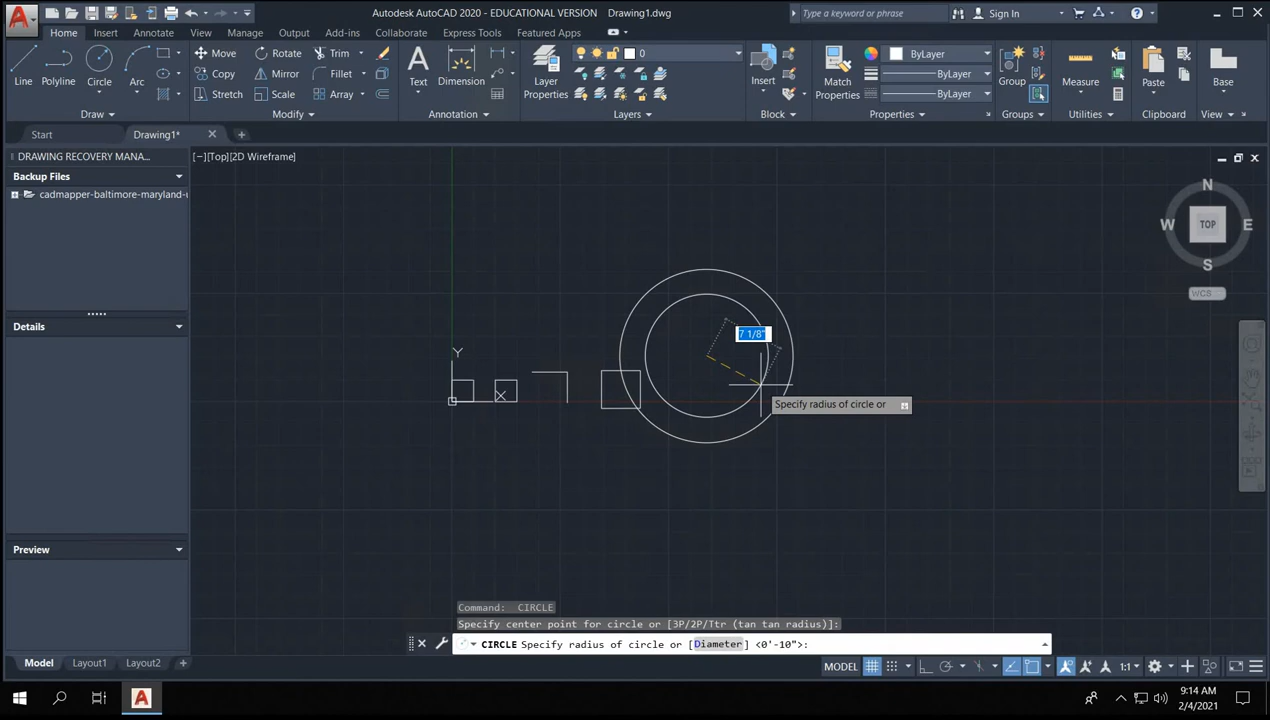 Autodesk AutoCAD 2020 - EDUCATIONAL VERSION Drawing1.dwg
Type a keyword or phrase
Sign In
Home Insert Annotate View Manage Output Add-ins Collaborate Express Tools Featured Apps
Line Polyline Circle Arc
Move Rotate Trim
Copy Mirror Fillet
Stretch Scale Array
Text Dimension
Layer Properties
0
Insert
Match Properties
ByLayer
ByLayer
ByLayer
Group
Measure
Paste
Base
Draw Modify Annotation Layers Block Properties Groups Utilities Clipboard View
Start Drawing1*
DRAWING RECOVERY MANA...
Backup Files
cadmapper-baltimore-maryland-u
Details
Preview
[−][Top][2D Wireframe]
N
W TOP E
S
WCS
Y
X
7 1/8"
Specify radius of circle or
Command: CIRCLE
Specify center point for circle or [3P/2P/Ttr (tan tan radius)]:
CIRCLE Specify radius of circle or [Diameter] <0'-10">:
Model Layout1 Layout2
MODEL
1:1
9:14 AM
2/4/2021